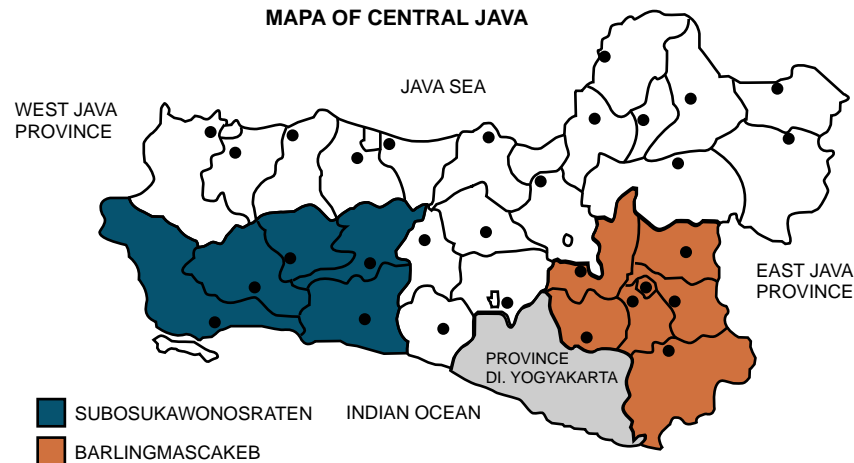 MAPA OF CENTRAL JAVA
JAVA SEA
WEST JAVA
PROVINCE
EAST JAVA
PROVINCE
PROVINCE
DI. YOGYAKARTA
INDIAN OCEAN
SUBOSUKAWONOSRATEN
BARLINGMASCAKEB